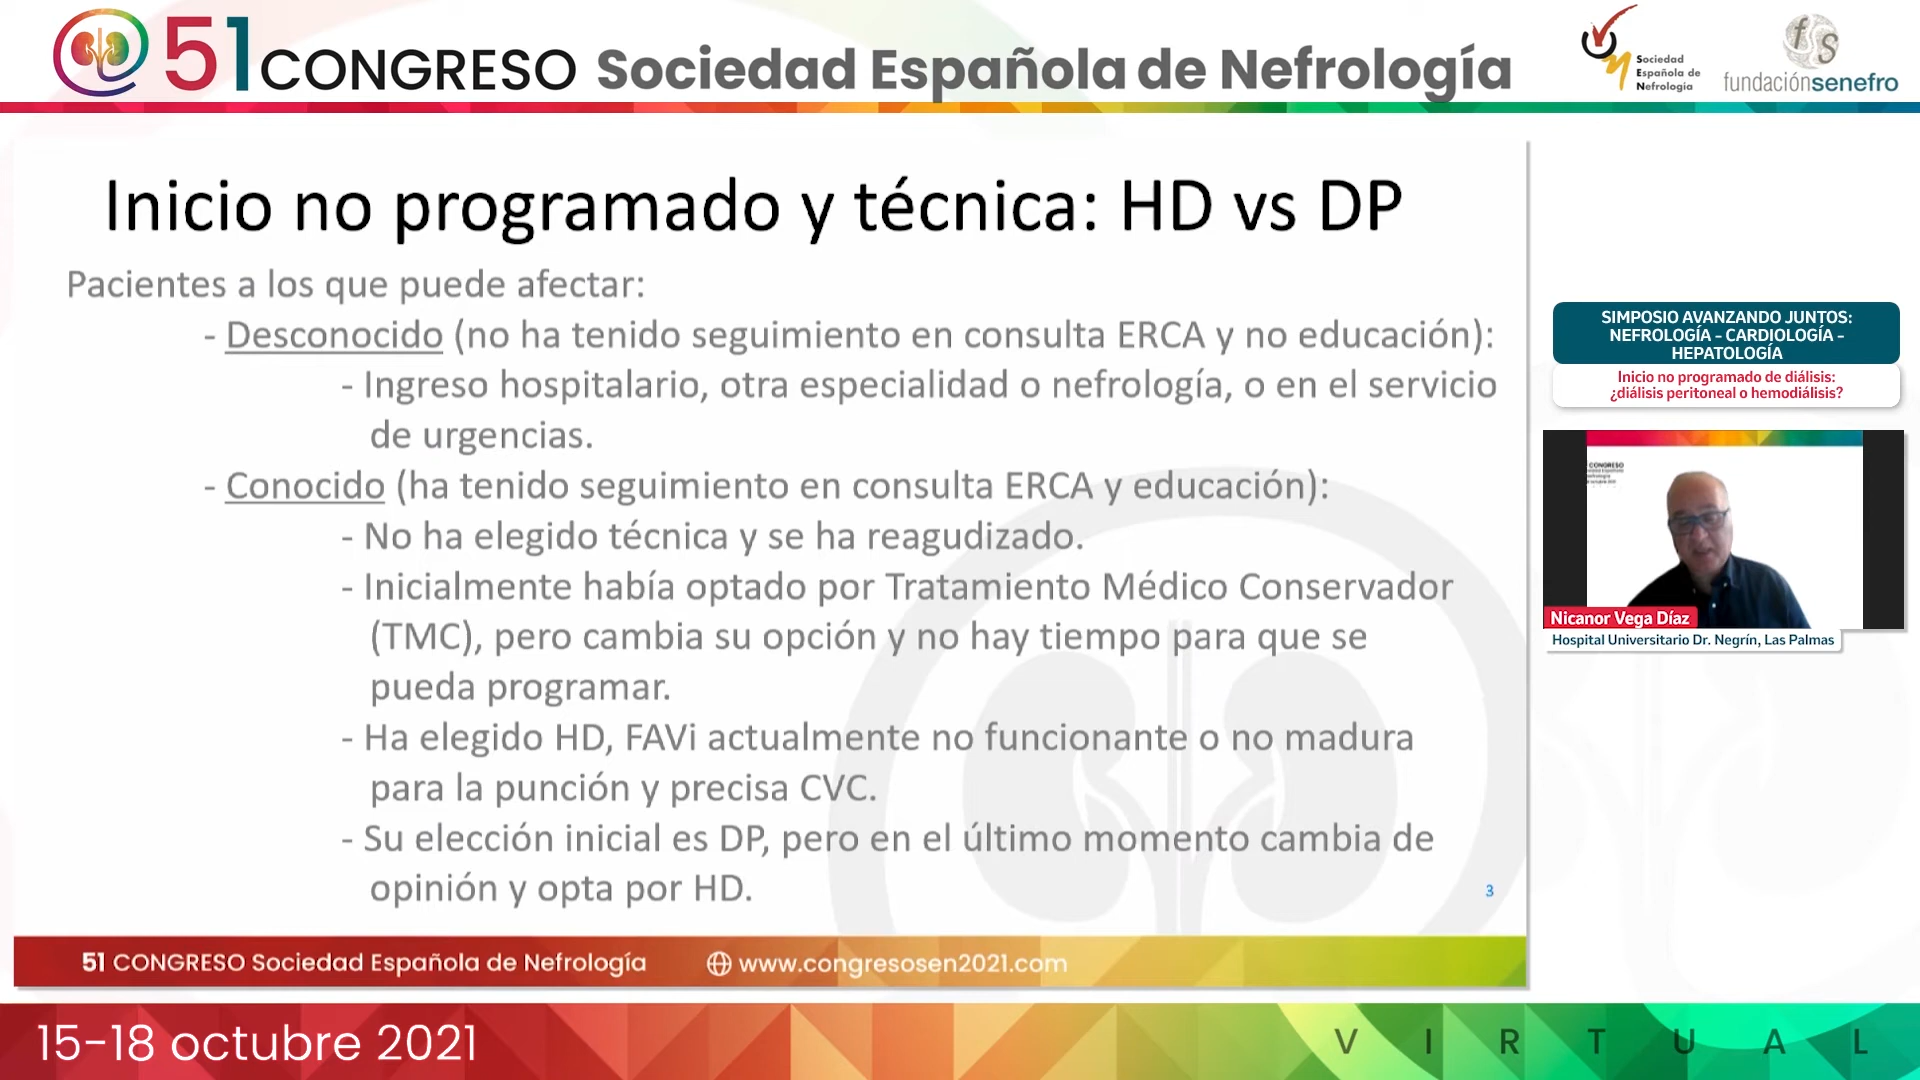 51 CONGRESO Sociedad Española de Nefrología
Sociedad
Española de
Nefrología
fs
fundaciónsenefro
Inicio no programado y técnica: HD vs DP
Pacientes a los que puede afectar:
- Desconocido (no ha tenido seguimiento en consulta ERCA y no educación):
- Ingreso hospitalario, otra especialidad o nefrología, o en el servicio
de urgencias.
- Conocido (ha tenido seguimiento en consulta ERCA y educación):
- No ha elegido técnica y se ha reagudizado.
- Inicialmente había optado por Tratamiento Médico Conservador
(TMC), pero cambia su opción y no hay tiempo para que se
pueda programar.
- Ha elegido HD, FAVi actualmente no funcionante o no madura
para la punción y precisa CVC.
- Su elección inicial es DP, pero en el último momento cambia de
opinión y opta por HD.
3
51 CONGRESO Sociedad Española de Nefrología
www.congresosen2021.com
SIMPOSIO AVANZANDO JUNTOS:
NEFROLOGÍA - CARDIOLOGÍA -
HEPATOLOGÍA
Inicio no programado de diálisis:
¿diálisis peritoneal o hemodiálisis?
CONGRESO
Nicanor Vega Díaz
Hospital Universitario Dr. Negrín, Las Palmas
15-18 octubre 2021
VIRTUAL